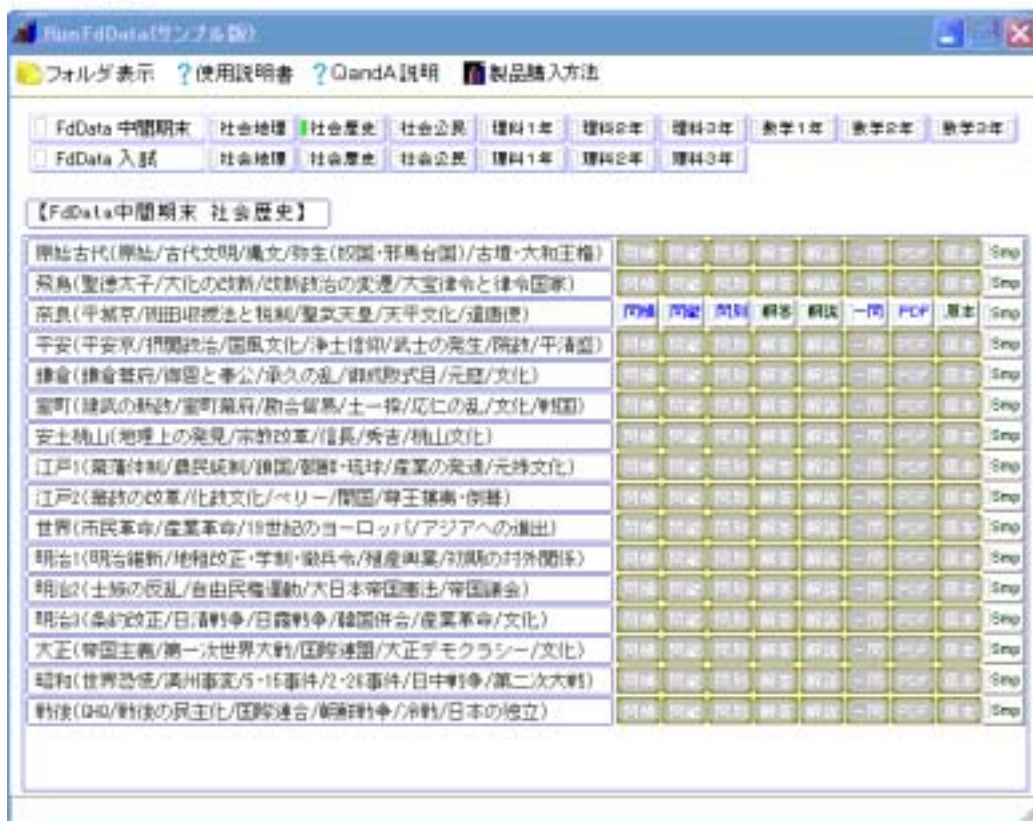 RunFdData(サンプル版)
フォルダ表示 ?使用説明書 ?QandA説明 製品購入方法
FdData 中間期末 社会地理 社会歴史 社会公民 理科1年 理科2年 理科3年 数学1年 数学2年 数学3年
FdData 入試 社会地理 社会歴史 社会公民 理科1年 理科2年 理科3年
【FdData中間期末 社会歴史】
原始古代(原始/古代文明/縄文/弥生(奴国・邪馬台国)/古墳・大和王権) Smp
飛鳥(聖徳太子/大化の改新/改新政治の変遷/大宝律令と律令国家) Smp
奈良(平城京/班田収授法と税制/聖武天皇/天平文化/遣唐使) 解答 解説 一問 PDF 原本 Smp
平安(平安京/摂関政治/国風文化/浄土信仰/武士の発生/院政/平清盛) Smp
鎌倉(鎌倉幕府/御恩と奉公/承久の乱/御成敗式目/元寇/文化) Smp
室町(建武の新政/室町幕府/勘合貿易/土一揆/応仁の乱/文化/戦国) Smp
安土桃山(地理上の発見/宗教改革/信長/秀吉/桃山文化) Smp
江戸1(幕藩体制/農民統制/鎖国/朝鮮・琉球/産業の発達/元禄文化) Smp
江戸2(幕政の改革/化政文化/ペリー/開国/尊王攘夷・倒幕) Smp
世界(市民革命/産業革命/19世紀のヨーロッパ/アジアへの進出) Smp
明治1(明治維新/地租改正・学制・徴兵令/殖産興業/初期の対外関係) Smp
明治2(士族の反乱/自由民権運動/大日本帝国憲法/帝国議会) Smp
明治3(条約改正/日清戦争/日露戦争/韓国併合/産業革命/文化) Smp
大正(帝国主義/第一次世界大戦/国際連盟/大正デモクラシー/文化) Smp
昭和(世界恐慌/満州事変/5・15事件/2・26事件/日中戦争/第二次大戦) Smp
戦後(GHQ/戦後の民主化/国際連合/朝鮮戦争/冷戦/日本の独立) Smp